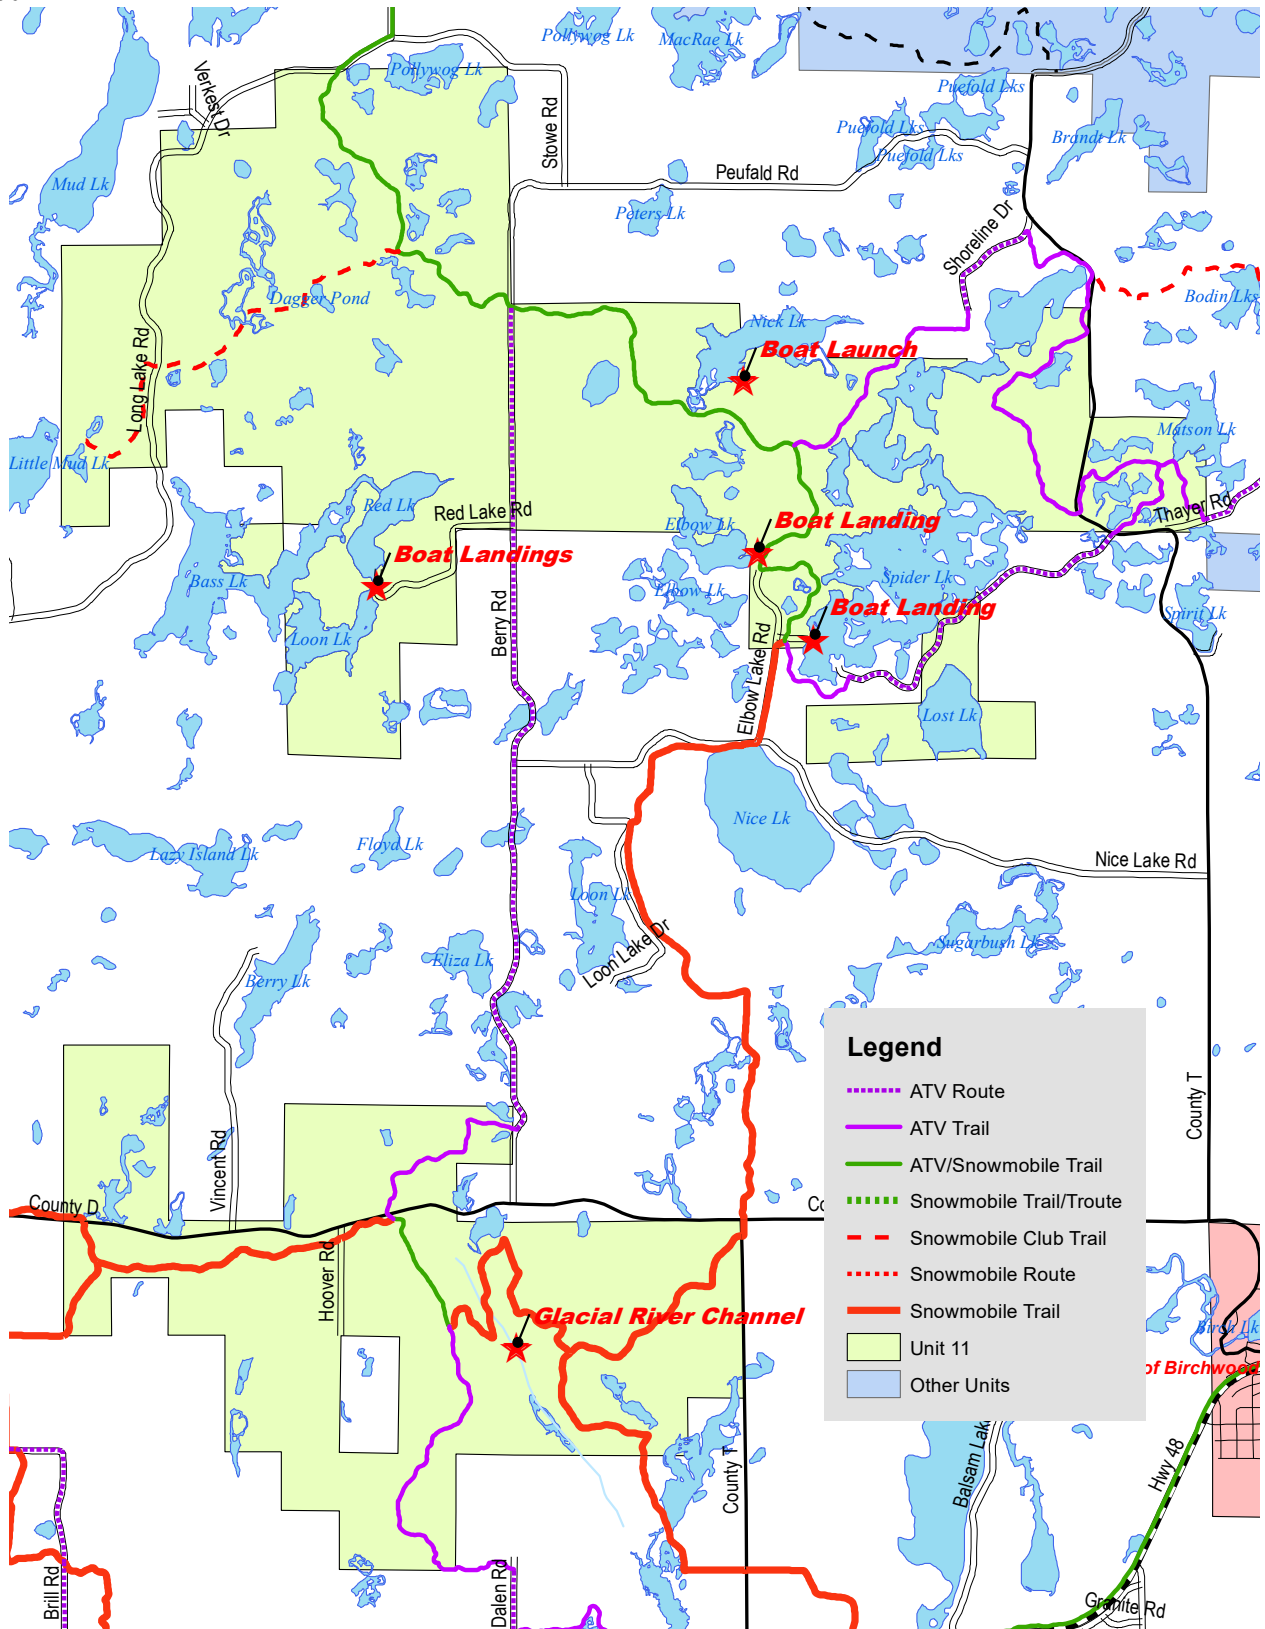 Pollywog Lk
MacRae Lk
Pollywog Lk
Verkest Dr
Puefold Lks
Stowe Rd
Puefold Lks
Brandt Lk
Puefold Lks
Peufald Rd
Mud Lk
Peters Lk
Shoreline Dr
Dagger Pond
Bodin Lks
Nick Lk
Boat Launch
Long Lake Rd
Matson Lk
Little Mud Lk
Red Lk
Red Lake Rd
Thayer Rd
Elbow Lk
Boat Landing
Boat Landings
Bass Lk
Elbow Lk
Spider Lk
Boat Landing
Spirit Lk
Berry Rd
Loon Lk
Elbow Lake Rd
Lost Lk
Nice Lk
Floyd Lk
Lazy Island Lk
Nice Lake Rd
Loon Lk
Sugarbush Lk
Loon Lake Dr
Eliza Lk
Berry Lk
Legend
ATV Route
ATV Trail
ATV/Snowmobile Trail
Snowmobile Trail/Troute
Snowmobile Club Trail
Snowmobile Route
Snowmobile Trail
Unit 11
Other Units
County T
Vincent Rd
County D
Co
Hoover Rd
Glacial River Channel
Birch Lk
of Birchwood
County T
Balsam Lake
Hwy 48
Brill Rd
Dalen Rd
Granite Rd